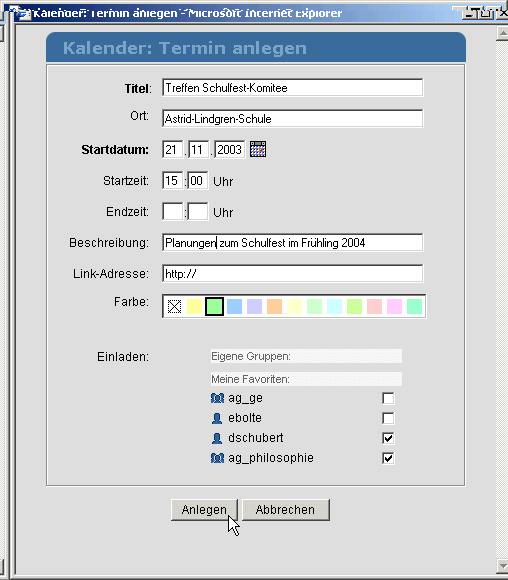 Kalender: Termin anlegen - Microsoft Internet Explorer
Kalender: Termin anlegen
Titel: Treffen Schulfest-Komitee
Ort: Astrid-Lindgren-Schule
Startdatum: 21 . 11 . 2003
Startzeit: 15 : 00 Uhr
Endzeit: : Uhr
Beschreibung: Planungen zum Schulfest im Frühling 2004
Link-Adresse: http://
Farbe:
Einladen: Eigene Gruppen:
Meine Favoriten:
ag_ge
ebolte
dschubert
ag_philosophie
Anlegen Abbrechen